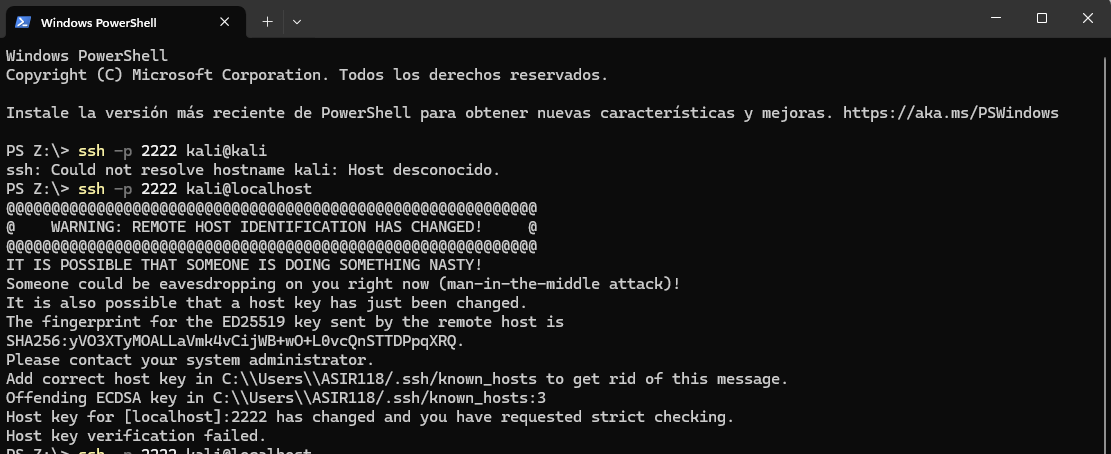 Windows PowerShell
Windows PowerShell
Copyright (C) Microsoft Corporation. Todos los derechos reservados.
Instale la versión más reciente de PowerShell para obtener nuevas características y mejoras. https://aka.ms/PSWindows
PS Z:\> ssh -p 2222 kali@kali
ssh: Could not resolve hostname kali: Host desconocido.
PS Z:\> ssh -p 2222 kali@localhost
@@@@@@@@@@@@@@@@@@@@@@@@@@@@@@@@@@@@@@@@@@@@@@@@@@@@@@@@@@@
@    WARNING: REMOTE HOST IDENTIFICATION HAS CHANGED!     @
@@@@@@@@@@@@@@@@@@@@@@@@@@@@@@@@@@@@@@@@@@@@@@@@@@@@@@@@@@@
IT IS POSSIBLE THAT SOMEONE IS DOING SOMETHING NASTY!
Someone could be eavesdropping on you right now (man-in-the-middle attack)!
It is also possible that a host key has just been changed.
The fingerprint for the ED25519 key sent by the remote host is
SHA256:yVO3XTyMOALLaVmk4vCijWB+wO+L0vcQnSTTDPpqXRQ.
Please contact your system administrator.
Add correct host key in C:\\Users\\ASIR118/.ssh/known_hosts to get rid of this message.
Offending ECDSA key in C:\\Users\\ASIR118/.ssh/known_hosts:3
Host key for [localhost]:2222 has changed and you have requested strict checking.
Host key verification failed.
PS Z:\> ssh -p 2222 kali@localhost